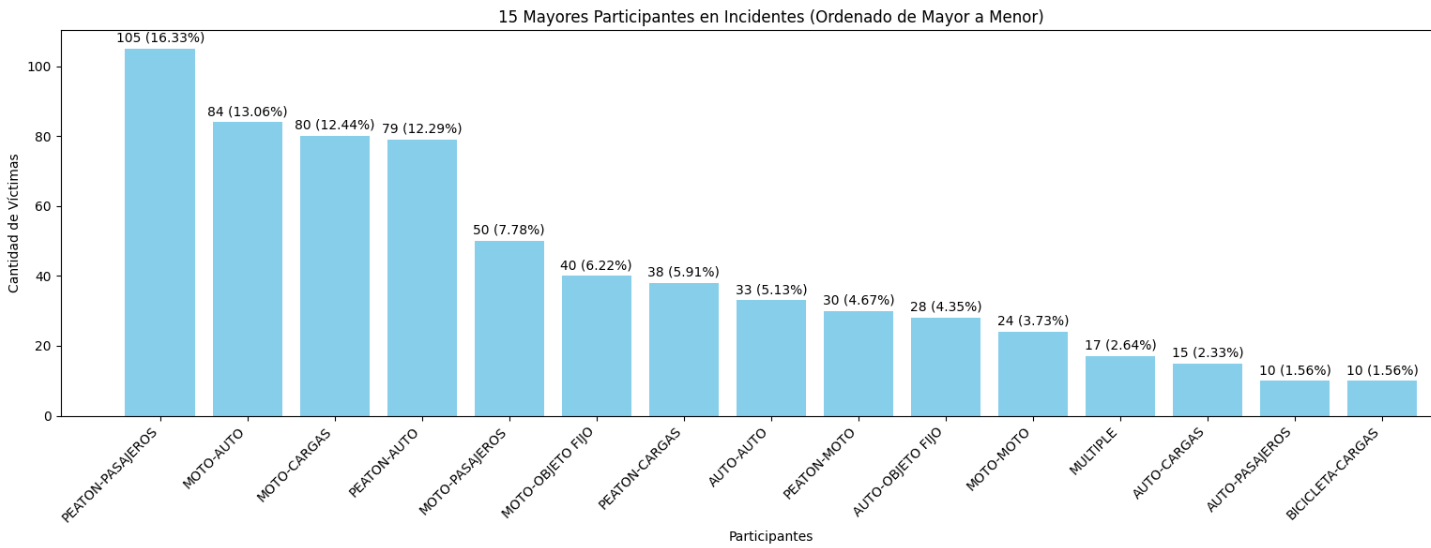 15 Mayores Participantes en Incidentes (Ordenado de Mayor a Menor)
Cantidad de Víctimas
100
80
60
40
20
0
105 (16.33%)
84 (13.06%)
80 (12.44%)
79 (12.29%)
50 (7.78%)
40 (6.22%)
38 (5.91%)
33 (5.13%)
30 (4.67%)
28 (4.35%)
24 (3.73%)
17 (2.64%)
15 (2.33%)
10 (1.56%)
10 (1.56%)
PEATON-PASAJEROS
MOTO-AUTO
MOTO-CARGAS
PEATON-AUTO
MOTO-PASAJEROS
MOTO-OBJETO FIJO
PEATON-CARGAS
AUTO-AUTO
PEATON-MOTO
AUTO-OBJETO FIJO
MOTO-MOTO
MULTIPLE
AUTO-CARGAS
AUTO-PASAJEROS
BICICLETA-CARGAS
Participantes